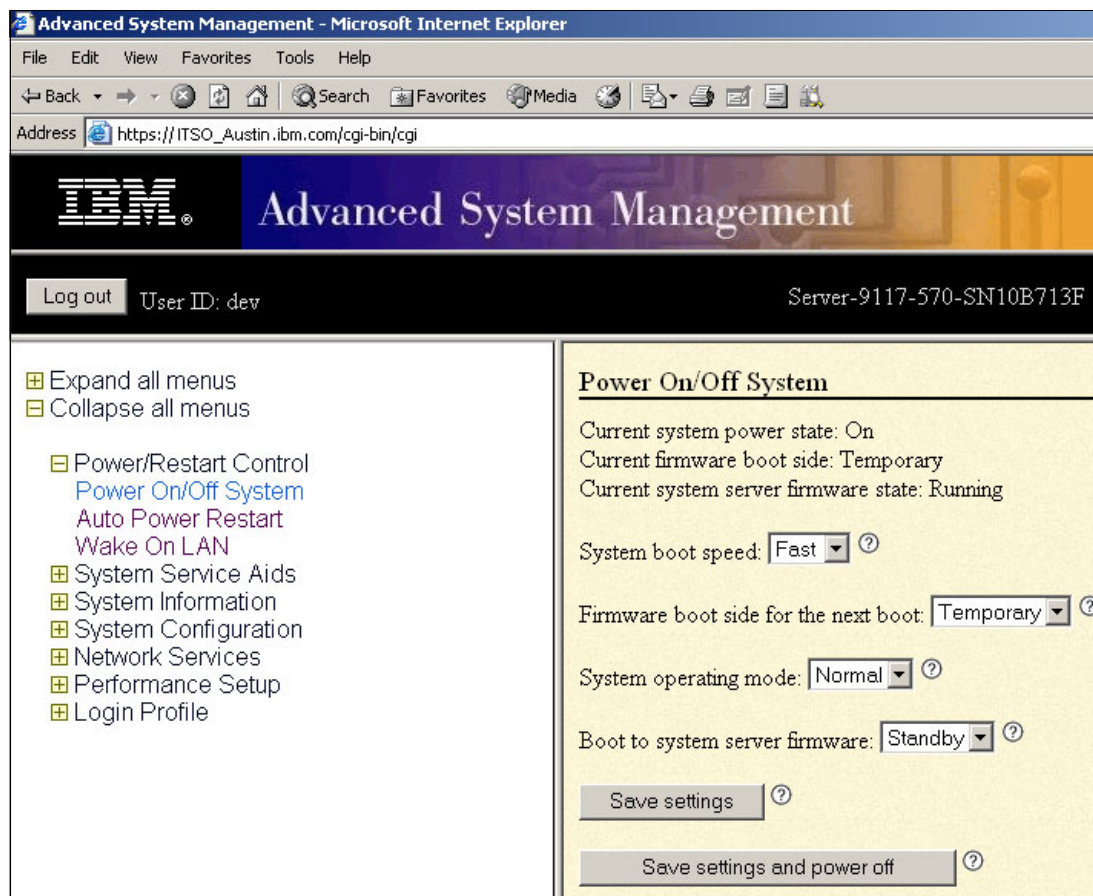 Advanced System Management - Microsoft Internet Explorer
File Edit View Favorites Tools Help
Back Search Favorites Media
Address https://ITSO_Austin.ibm.com/cgi-bin/cgi
IBM® Advanced System Management
Log out User ID: dev Server-9117-570-SN10B713F
Expand all menus
Collapse all menus
Power/Restart Control
Power On/Off System
Auto Power Restart
Wake On LAN
System Service Aids
System Information
System Configuration
Network Services
Performance Setup
Login Profile
Power On/Off System
Current system power state: On
Current firmware boot side: Temporary
Current system server firmware state: Running
System boot speed: Fast
Firmware boot side for the next boot: Temporary
System operating mode: Normal
Boot to system server firmware: Standby
Save settings
Save settings and power off